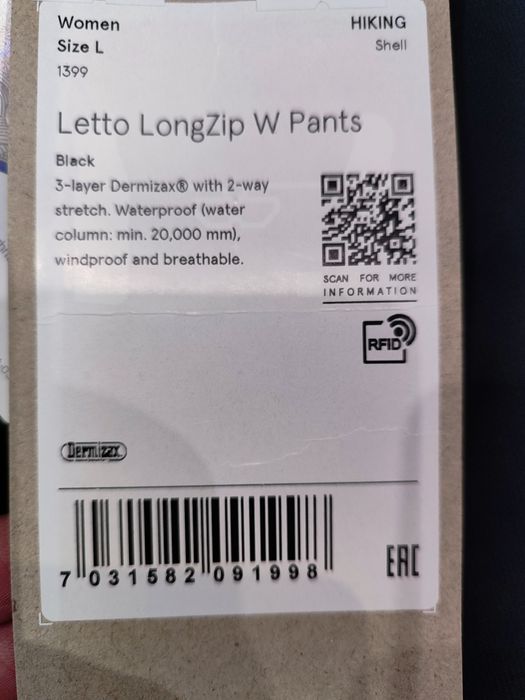 Women
HIKING
Size L
Shell
1399
Letto LongZip W Pants
Black
3-layer Dermizax® with 2-way
stretch. Waterproof (water
column: min. 20,000 mm),
windproof and breathable.
SCAN FOR MORE
INFORMATION
RFID
Dermizax
7 031582 091998
EAC